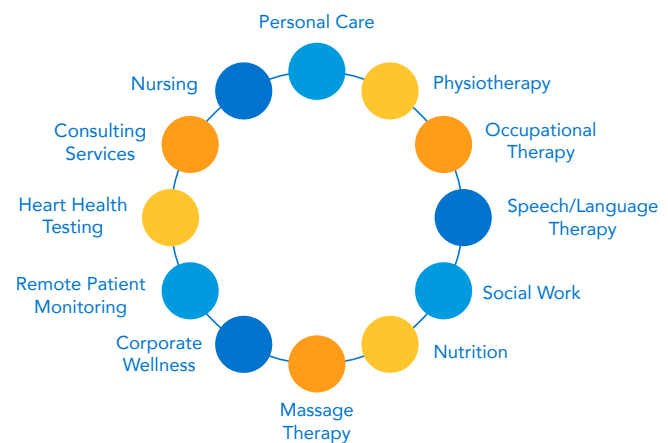 Personal Care
Physiotherapy
Occupational
Therapy
Speech/Language
Therapy
Social Work
Nutrition
Massage
Therapy
Corporate
Wellness
Remote Patient
Monitoring
Heart Health
Testing
Consulting
Services
Nursing